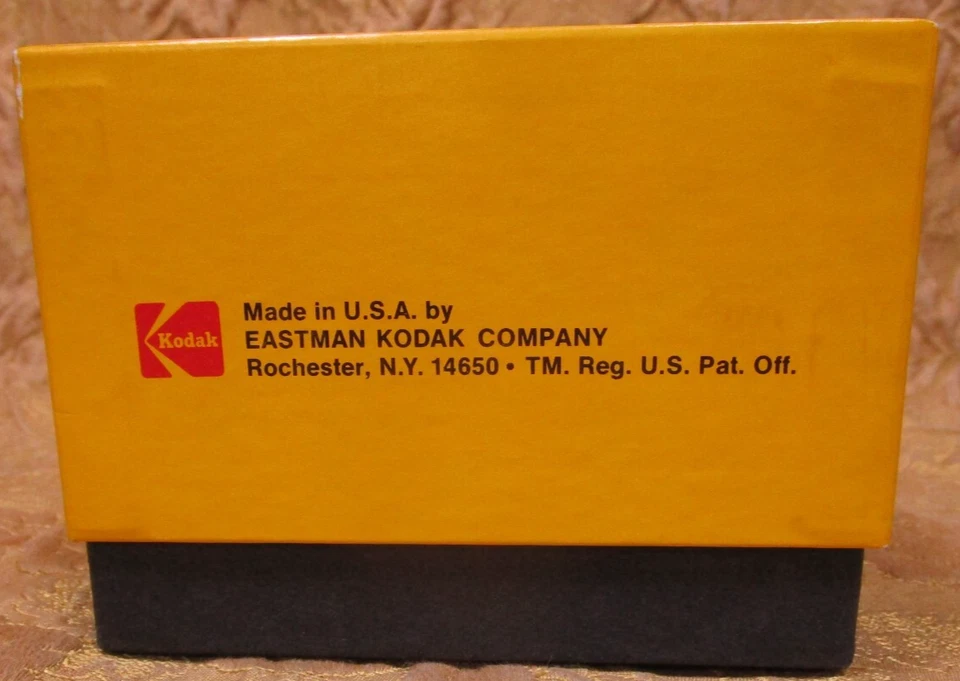 Kodak
Made in U.S.A. by
EASTMAN KODAK COMPANY
Rochester, N.Y. 14650 • TM. Reg. U.S. Pat. Off.